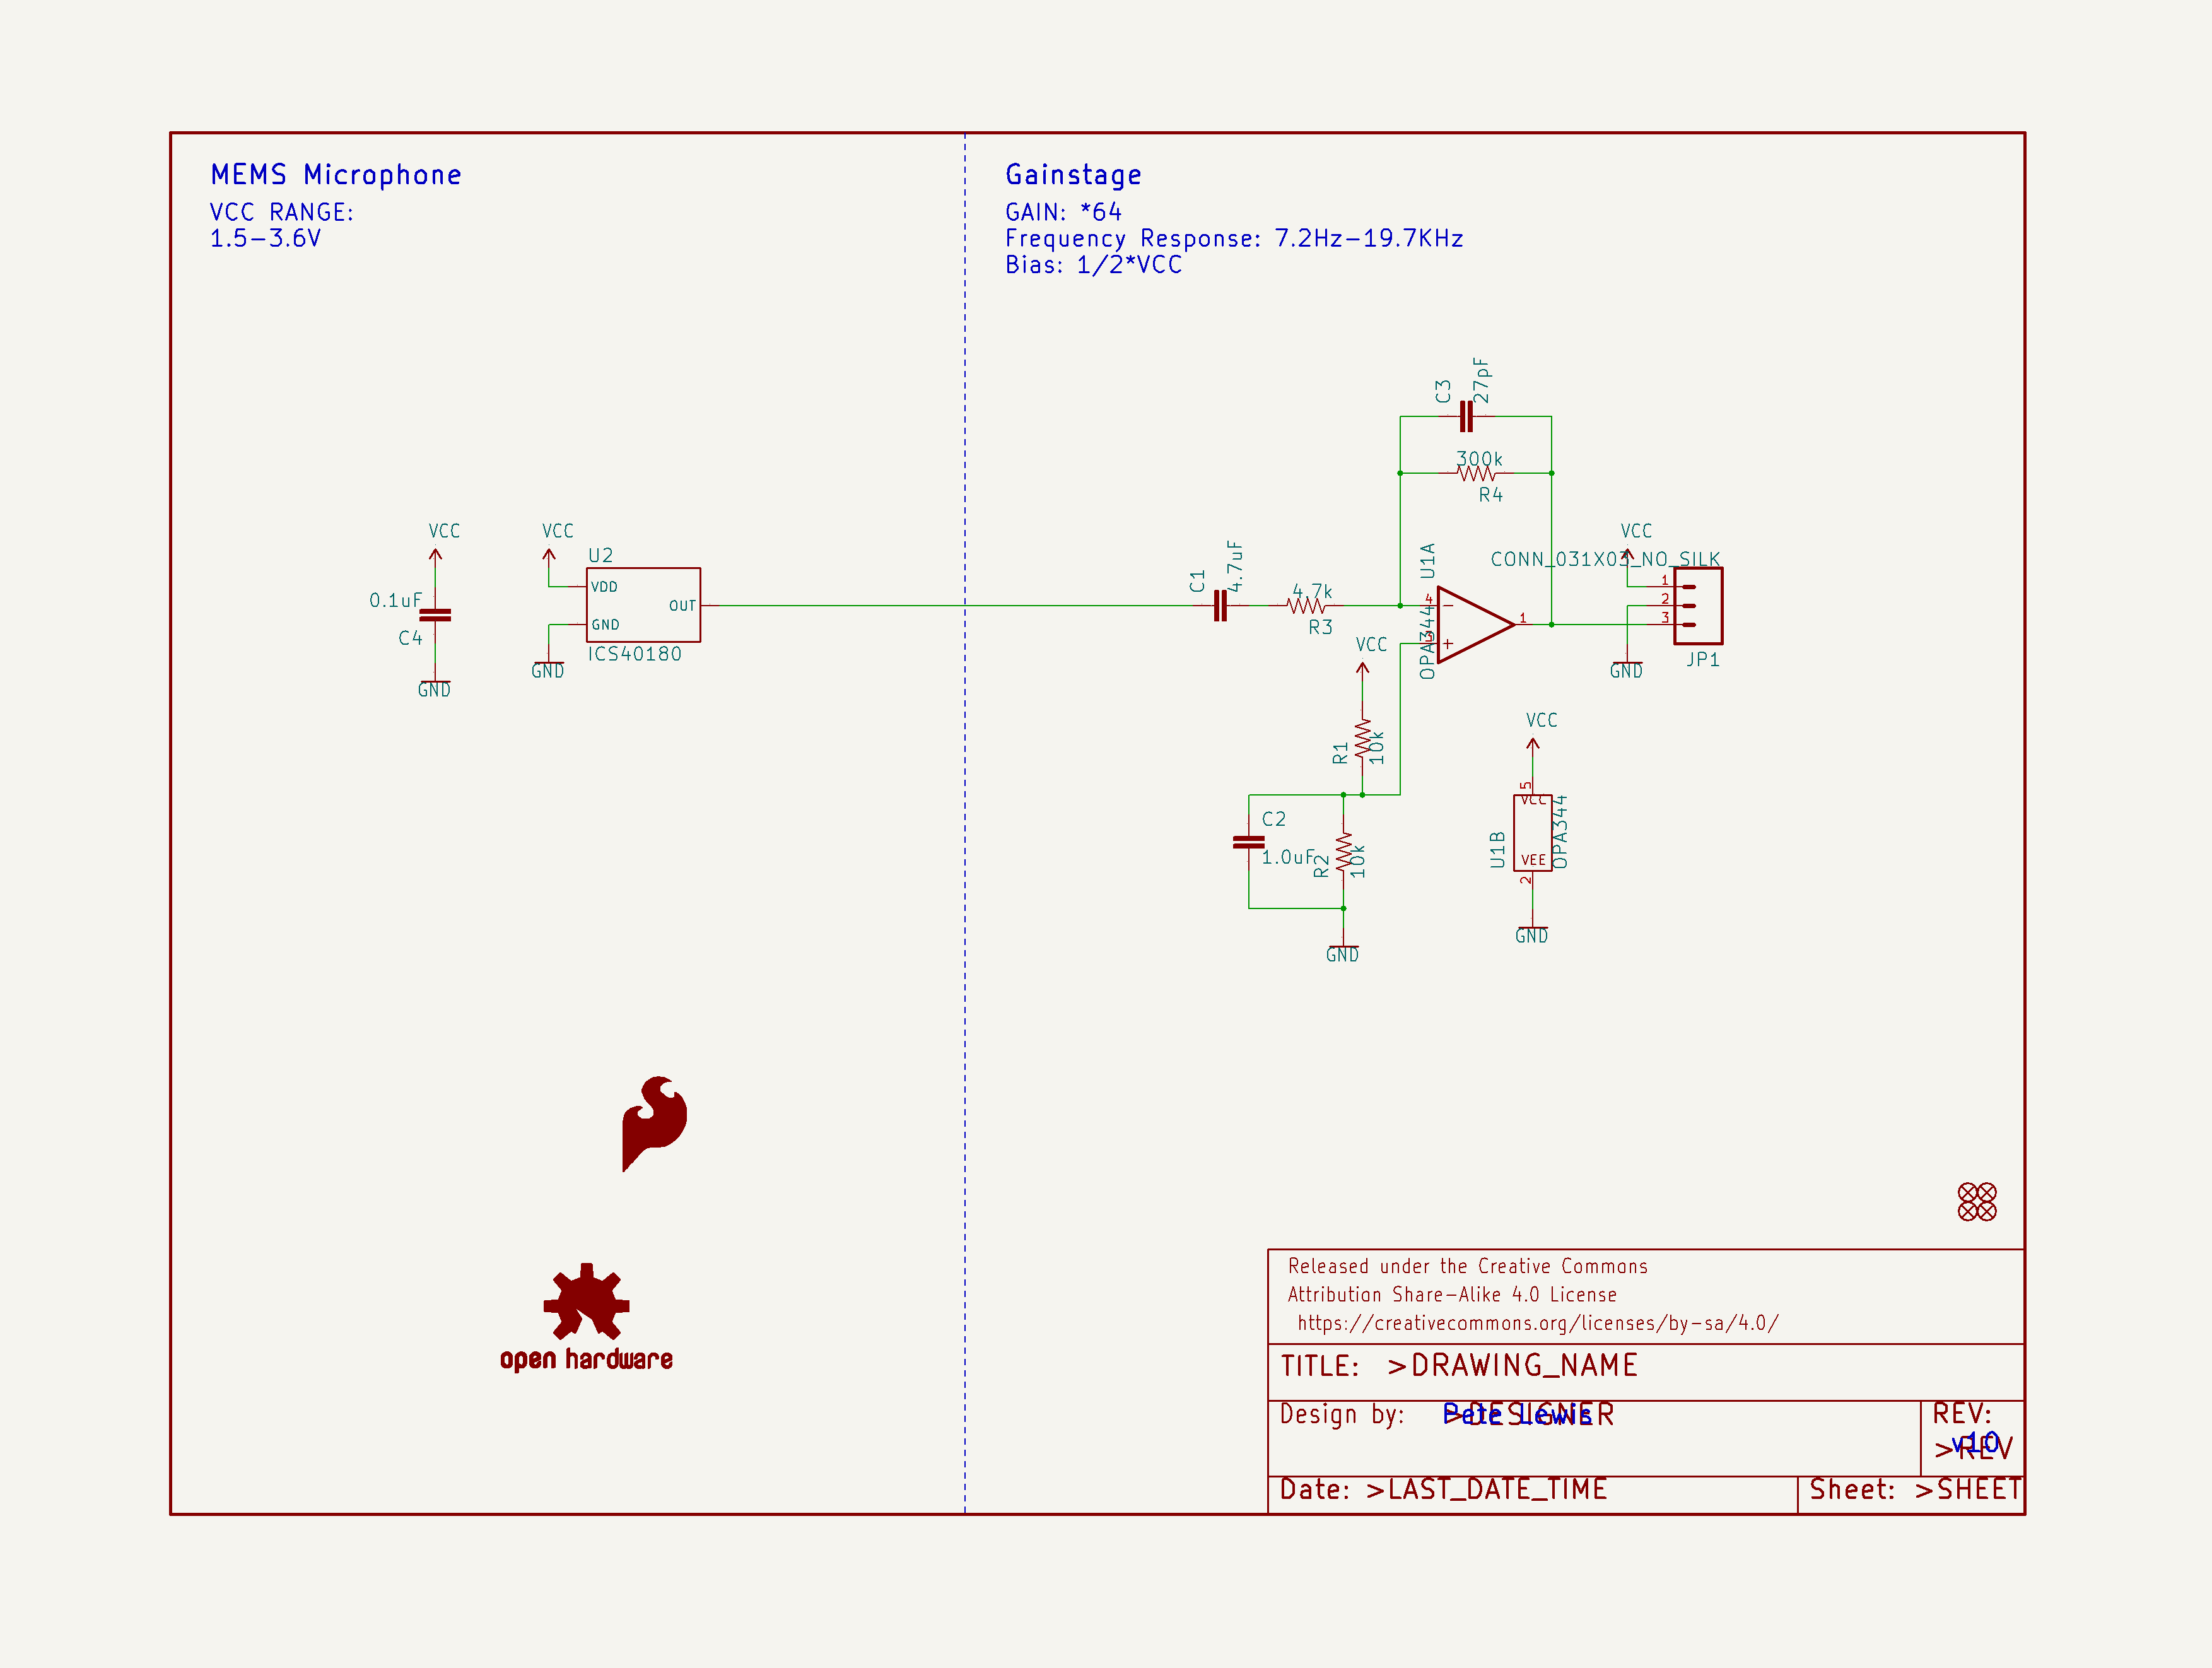 MEMS Microphone
VCC RANGE:
1.5-3.6V
Gainstage
GAIN: *64
Frequency Response: 7.2Hz-19.7KHz
Bias: 1/2*VCC
C3
27pF
300k
R4
VCC
0.1uF
C4
GND
VCC
U2
VDD
GND
OUT
ICS40180
GND
C1
4.7uF
4.7k
R3
U1A
OPA344
4
3
1
VCC
CONN_031X03_NO_SILK
1
2
3
JP1
GND
VCC
R1
10k
C2
1.0uF
R2
10k
GND
VCC
5
VCC
U1B
OPA344
VEE
2
GND
open hardware
Released under the Creative Commons
Attribution Share-Alike 4.0 License
https://creativecommons.org/licenses/by-sa/4.0/
TITLE: >DRAWING_NAME
Design by: >DESIGNER
Pete Lewis
REV:
>REV
v10
Date: >LAST_DATE_TIME
Sheet: >SHEET